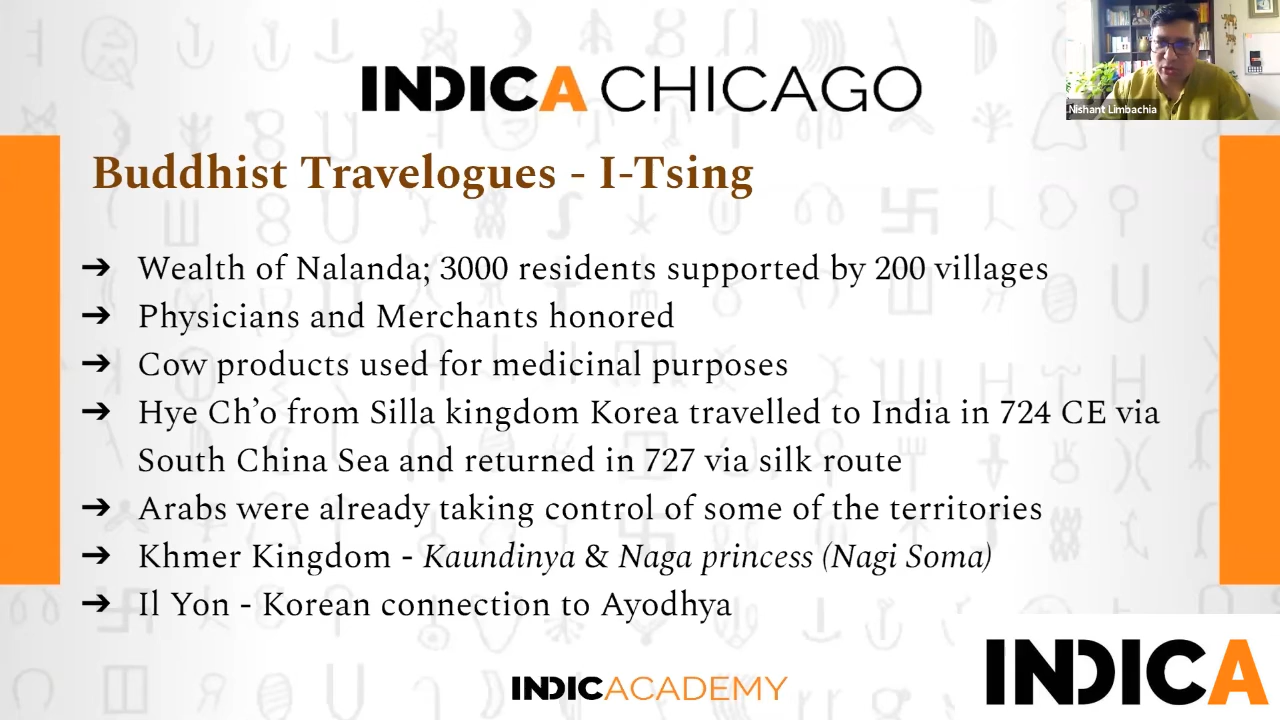 INDICA CHICAGO
Nishant Limbachia
Buddhist Travelogues - I-Tsing
➔ Wealth of Nalanda; 3000 residents supported by 200 villages
➔ Physicians and Merchants honored
➔ Cow products used for medicinal purposes
➔ Hye Ch’o from Silla kingdom Korea travelled to India in 724 CE via
South China Sea and returned in 727 via silk route
➔ Arabs were already taking control of some of the territories
➔ Khmer Kingdom - Kaundinya & Naga princess (Nagi Soma)
➔ Il Yon - Korean connection to Ayodhya
INDICACADEMY
INDICA